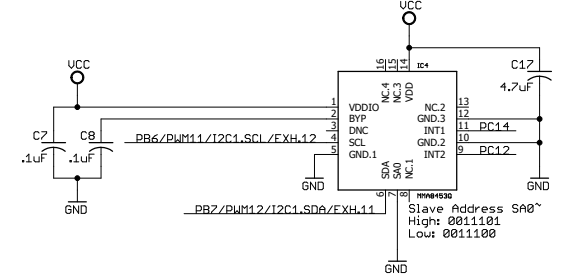 VCC
VCC
16
15
14
IC4
C17
4.7uF
NC.4
NC.3
VDD
1
VDDIO
NC.2
13
2
BYP
GND.3
12
3
DNC
INT1
11
PC14
C7
.1uF
C8
.1uF
PB6/PWM11/I2C1.SCL/EXH.12
4
SCL
GND.2
10
5
GND.1
INT2
9
PC12
SDA
SA0
NC.1
GND
GND
GND
6
7
8
MMA8453Q
PB7/PWM12/I2C1.SDA/EXH.11
Slave Address SA0~
High: 0011101
Low: 0011100
GND